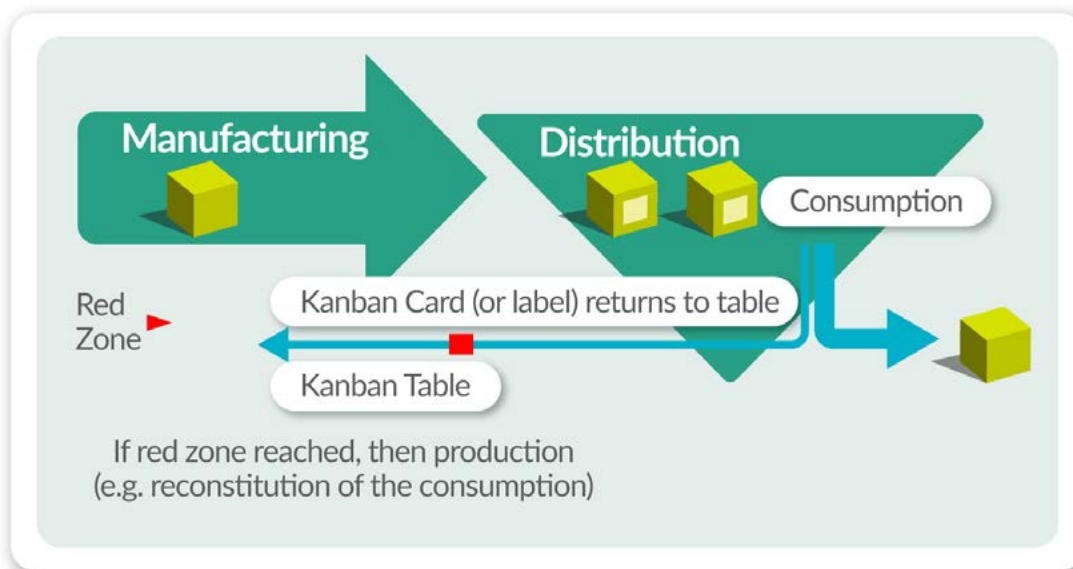 Manufacturing
Distribution
Consumption
Kanban Card (or label) returns to table
Red
Zone
Kanban Table
If red zone reached, then production
(e.g. reconstitution of the consumption)